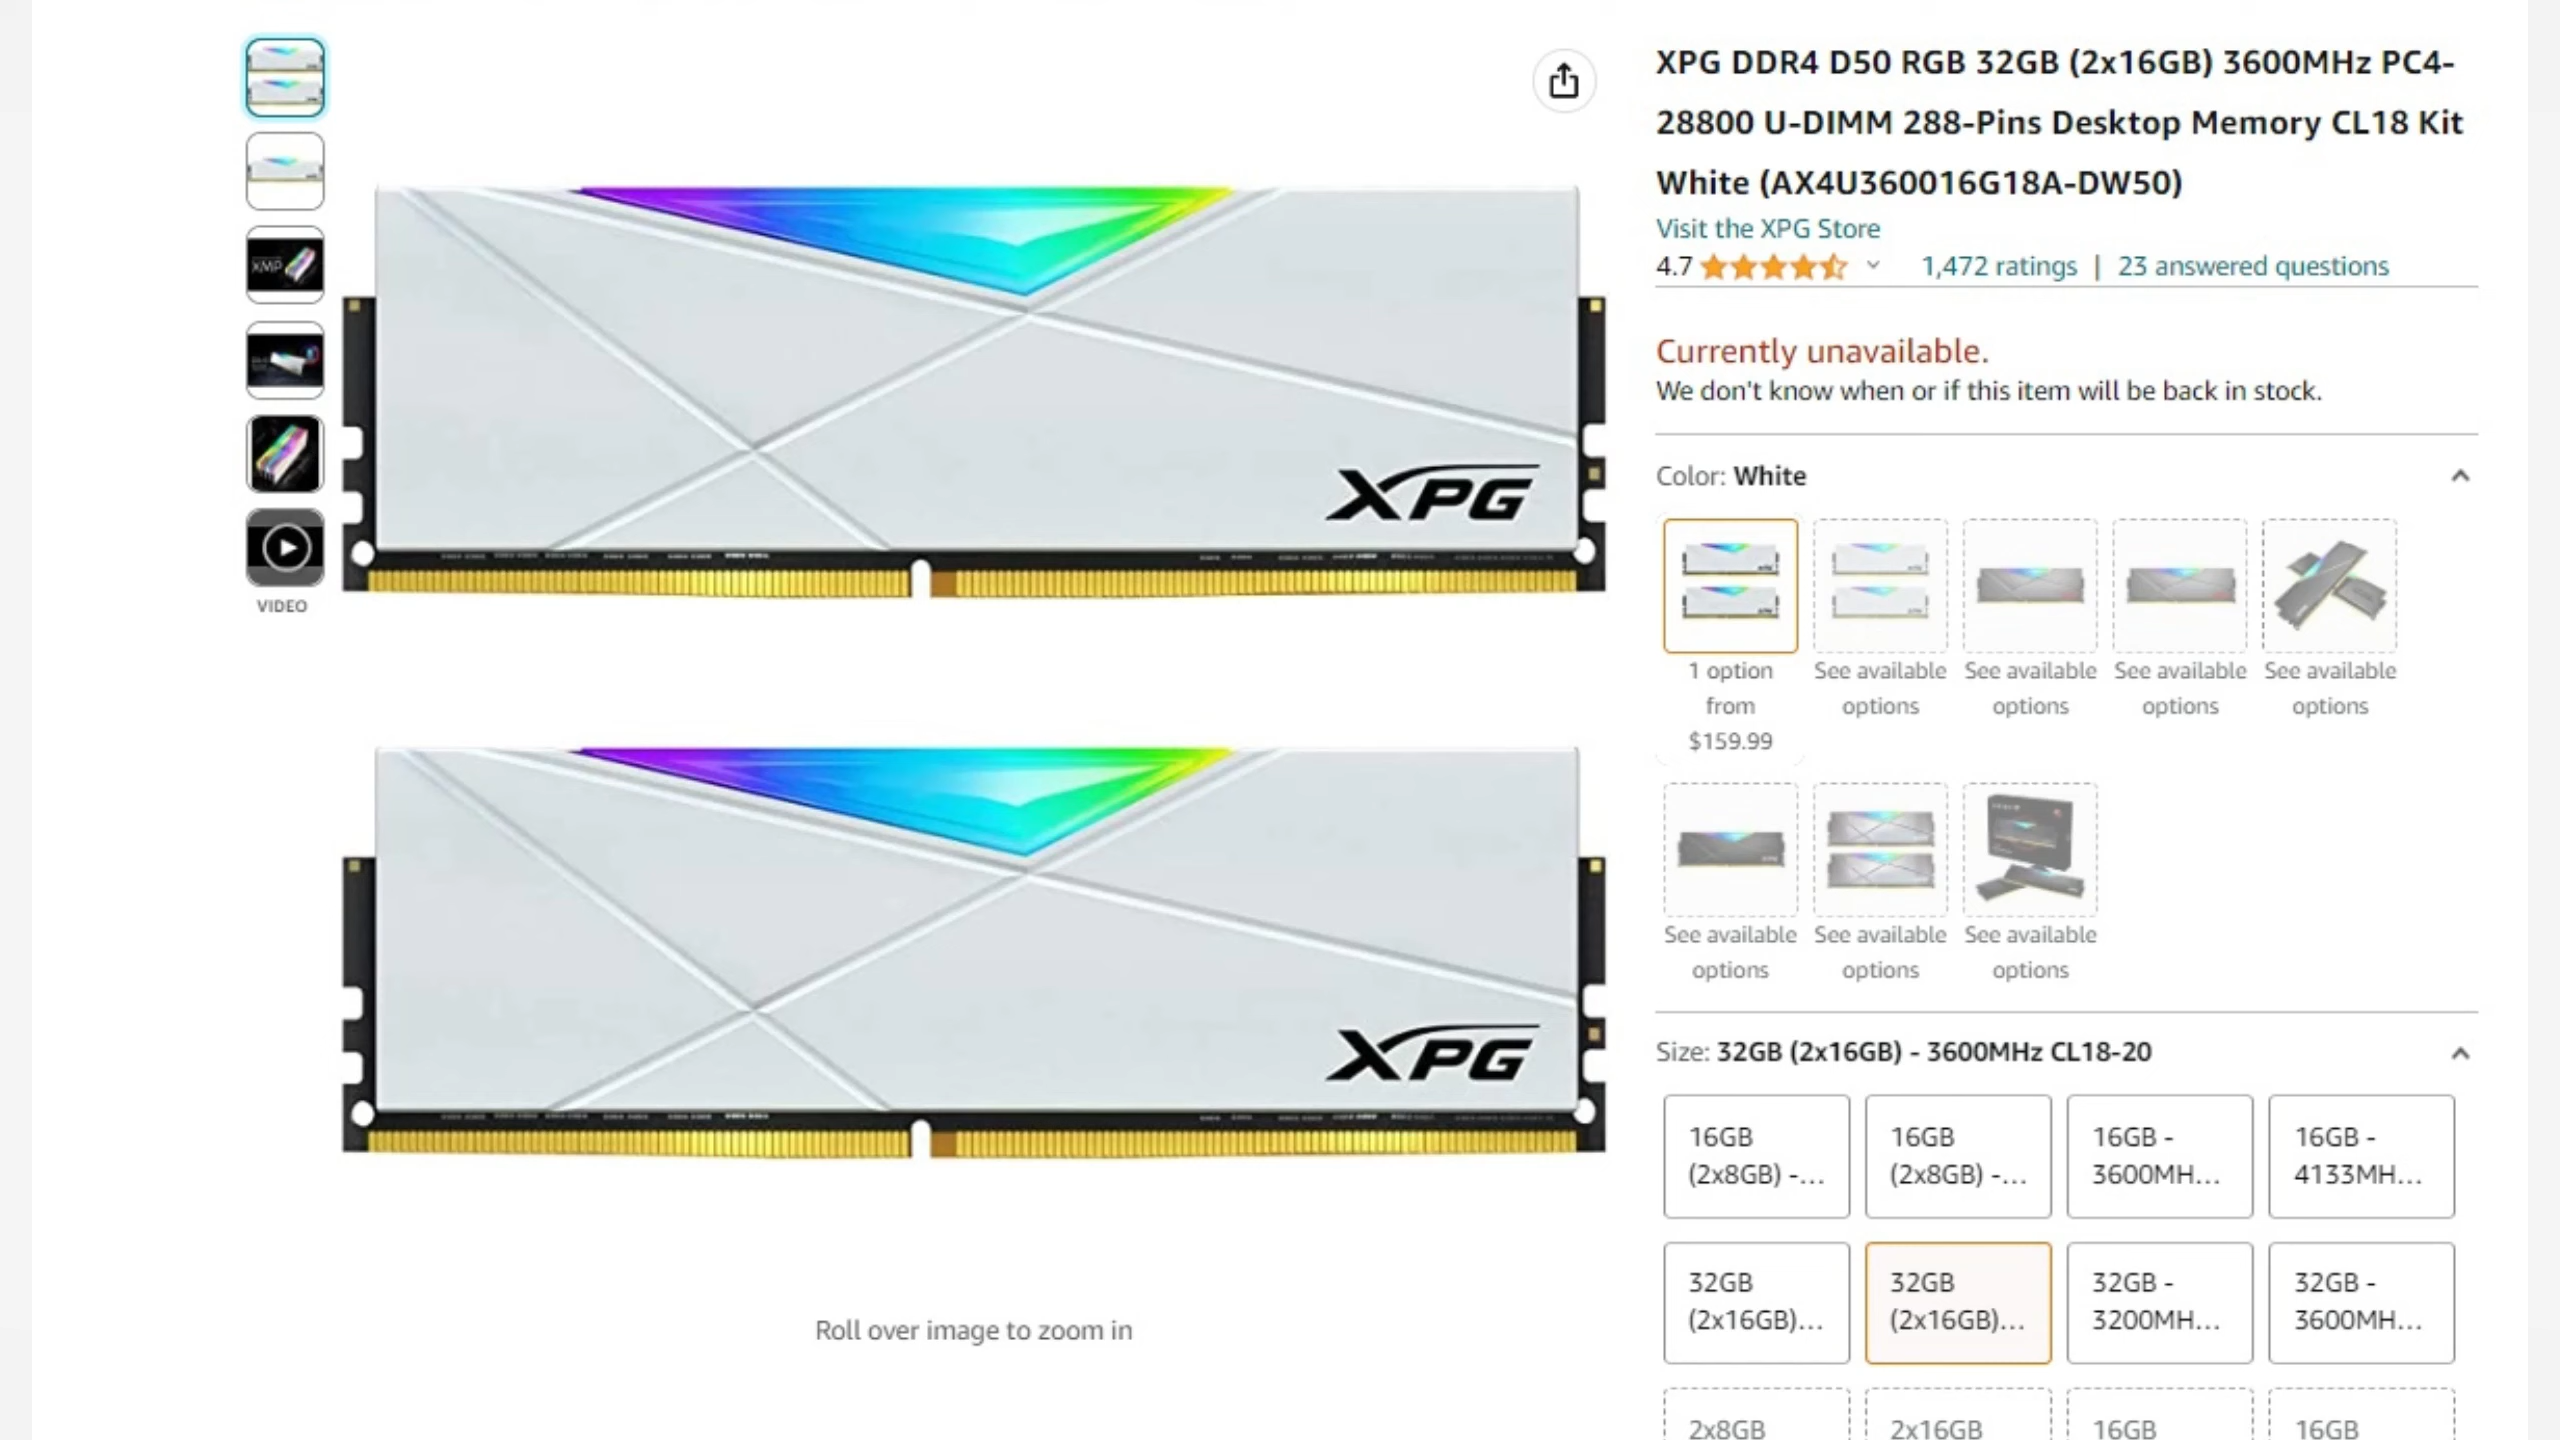 XPG DDR4 D50 RGB 32GB (2x16GB) 3600MHz PC4-
28800 U-DIMM 288-Pins Desktop Memory CL18 Kit
White (AX4U360016G18A-DW50)
Visit the XPG Store
4.7
1,472 ratings | 23 answered questions
Currently unavailable.
We don't know when or if this item will be back in stock.
XMP
VIDEO
XPG
XPG
Roll over image to zoom in
Color: White
1 option
from
$159.99
See available
options
See available
options
See available
options
See available
options
See available
options
See available
options
See available
options
Size: 32GB (2x16GB) - 3600MHz CL18-20
16GB
(2x8GB) -...
16GB
(2x8GB) -...
16GB -
3600MH...
16GB -
4133MH...
32GB
(2x16GB)...
32GB
(2x16GB)...
32GB -
3200MH...
32GB -
3600MH...
2x8GB
2x16GB
16GB
16GB